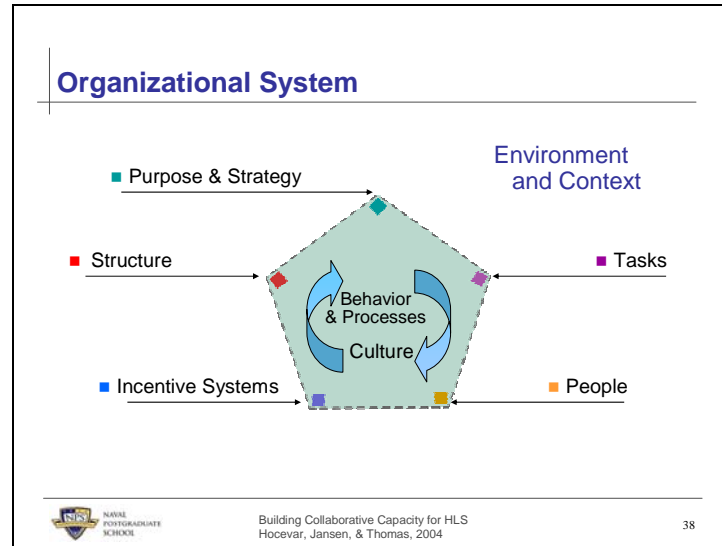 Organizational System
Environment
and Context
Purpose & Strategy
Structure
Tasks
Behavior
& Processes
Culture
Incentive Systems
People
NPS
NAVAL
POSTGRADUATE
SCHOOL
Building Collaborative Capacity for HLS
Hocevar, Jansen, & Thomas, 2004
38